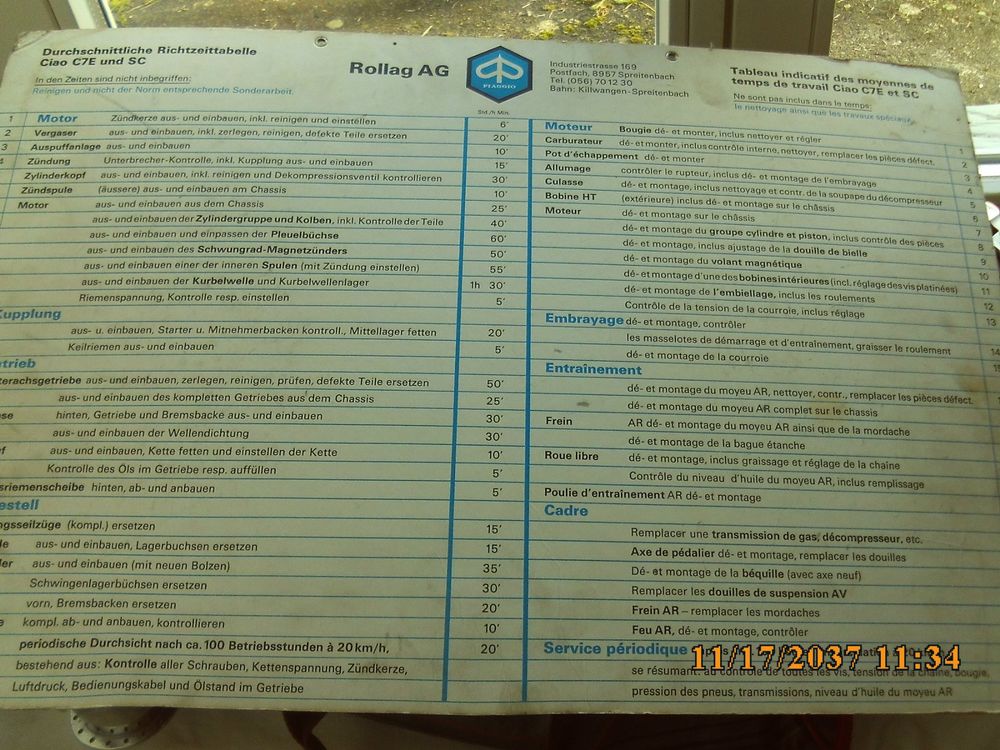 Durchschnittliche Richtzeittabelle
Ciao C7E und SC
In den Zeiten sind nicht inbegriffen:
Reinigen und nicht der Norm entsprechende Sonderarbeit.
Rollag AG
PIAGGIO
Industriestrasse 169
Postfach, 8957 Spreitenbach
Tel. (056) 70 12 30
Bahn: Killwangen-Spreitenbach
Tableau indicatif des moyennes de
temps de travail Ciao C7E et SC
Ne sont pas inclus dans le temps:
le nettoyage ainsi que les travaux spéciaux.
Std./h Min.
1 Motor Zündkerze aus- und einbauen, inkl. reinigen und einstellen 6'
2 Vergaser aus- und einbauen, inkl. zerlegen, reinigen, defekte Teile ersetzen 20'
3 Auspuffanlage aus- und einbauen 10'
4 Zündung Unterbrecher-Kontrolle, inkl. Kupplung aus- und einbauen 15'
Zylinderkopf aus- und einbauen, inkl. reinigen und Dekompressionsventil kontrollieren 30'
Zündspule (äussere) aus- und einbauen am Chassis 10'
Motor aus- und einbauen aus dem Chassis 25'
aus- und einbauen der Zylindergruppe und Kolben, inkl. Kontrolle der Teile 40'
aus- und einbauen und einpassen der Pleuelbüchse 60'
aus- und einbauen des Schwungrad-Magnetzünders 50'
aus- und einbauen einer der inneren Spulen (mit Zündung einstellen) 55'
aus- und einbauen der Kurbelwelle und Kurbelwellenlager 1h 30'
Riemenspannung, Kontrolle resp. einstellen 5'
Kupplung
aus- u. einbauen, Starter u. Mitnehmerbacken kontroll., Mittellager fetten 20'
Keilriemen aus- und einbauen 5'
trieb
terachsgetriebe aus- und einbauen, zerlegen, reinigen, prüfen, defekte Teile ersetzen 50'
aus- und einbauen des kompletten Getriebes aus dem Chassis 25'
se hinten, Getriebe und Bremsbacke aus- und einbauen 30'
aus- und einbauen der Wellendichtung 30'
f aus- und einbauen, Kette fetten und einstellen der Kette 10'
Kontrolle des Öls im Getriebe resp. auffüllen 5'
sriemenscheibe hinten, ab- und anbauen 5'
estell
ngsseilzüge (kompl.) ersetzen 15'
le aus- und einbauen, Lagerbuchsen ersetzen 15'
der aus- und einbauen (mit neuen Bolzen) 35'
Schwingenlagerbüchsen ersetzen 30'
vorn, Bremsbacken ersetzen 20'
e kompl. ab- und anbauen, kontrollieren 10'
periodische Durchsicht nach ca. 100 Betriebsstunden à 20 km/h, 20'
bestehend aus: Kontrolle aller Schrauben, Kettenspannung, Zündkerze,
Luftdruck, Bedienungskabel und Ölstand im Getriebe
Moteur Bougie dé- et monter, inclus nettoyer et régler 1
Carburateur dé- et monter, inclus contrôle interne, nettoyer, remplacer les pièces défect. 2
Pot d'échappement dé- et monter 3
Allumage contrôler le rupteur, inclus dé- et montage de l'embrayage 4
Culasse dé- et montage, inclus nettoyage et contr. de la soupape du décompresseur 5
Bobine HT (extérieure) inclus dé- et montage sur le châssis 6
Moteur dé- et montage sur le châssis 7
dé- et montage du groupe cylindre et piston, inclus contrôle des pièces 8
dé- et montage, inclus ajustage de la douille de bielle 9
dé- et montage du volant magnétique 10
dé- et montage d'une des bobines intérieures (incl. réglage des vis platinées) 11
dé- et montage de l'embiellage, inclus les roulements 12
Contrôle de la tension de la courroie, inclus réglage 13
Embrayage dé- et montage, contrôler
les masselotes de démarrage et d'entraînement, graisser le roulement 14
dé- et montage de la courroie
Entraînement
dé- et montage du moyeu AR, nettoyer, contr., remplacer les pièces défect.
dé- et montage du moyeu AR complet sur le chassis
Frein AR dé- et montage du moyeu AR ainsi que de la mordache
dé- et montage de la bague étanche
Roue libre dé- et montage, inclus graissage et réglage de la chaîne
Contrôle du niveau d'huile du moyeu AR, inclus remplissage
Poulie d'entraînement AR dé- et montage
Cadre
Remplacer une transmission de gaz, décompresseur, etc.
Axe de pédalier dé- et montage, remplacer les douilles
Dé- et montage de la béquille (avec axe neuf)
Remplacer les douilles de suspension AV
Frein AR – remplacer les mordaches
Feu AR, dé- et montage, contrôler
Service périodique
11/17/2037 11:34
se résumant: au contrôle de toutes les vis, tension de la chaîne, bougie,
pression des pneus, transmissions, niveau d'huile du moyeu AR